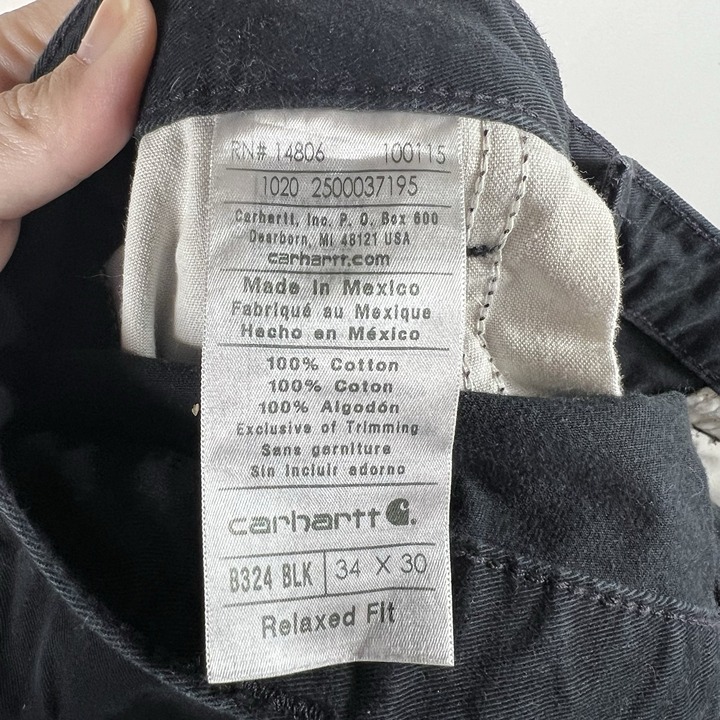 RN# 14806 100115
11020 2500037195
Carhartt, Inc. P. O. Box 600
Dearborn, MI 48121 USA
carhartt.com
Made in Mexico
Fabriqué au Mexique
Hecho en México
100% Cotton
100% Coton
100% Algodón
Exclusive of Trimming
Sans garniture
Sin incluir adorno
carhartt
B324 BLK 34 X 30
Relaxed Fit